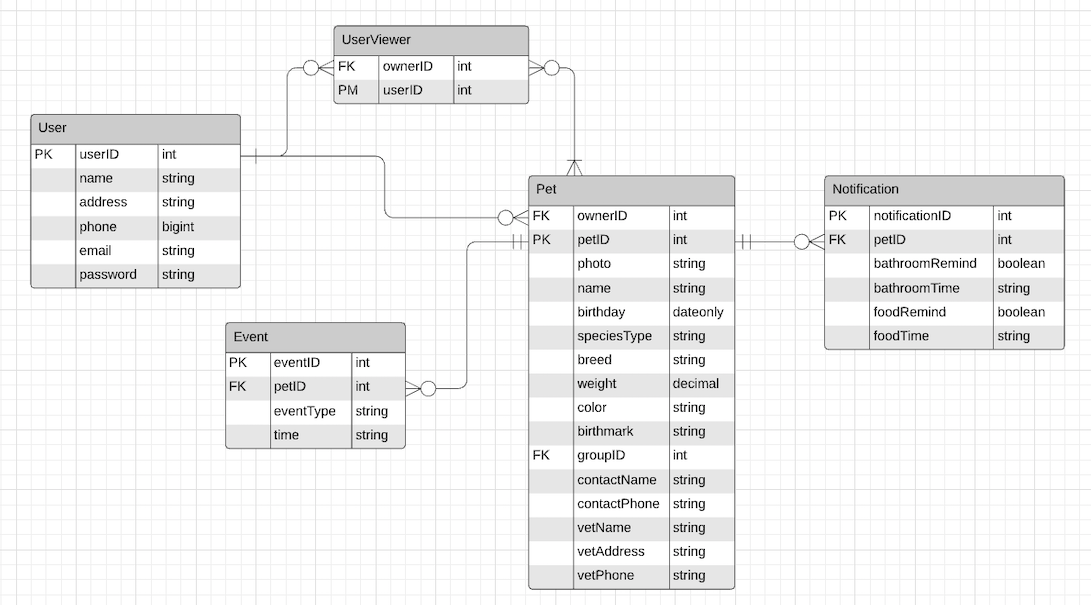 UserViewer
FK ownerID int
PM userID int
User
PK userID int
name string
address string
phone bigint
email string
password string
Pet
FK ownerID int
PK petID int
photo string
name string
birthday dateonly
speciesType string
breed string
weight decimal
color string
birthmark string
FK groupID int
contactName string
contactPhone string
vetName string
vetAddress string
vetPhone string
Notification
PK notificationID int
FK petID int
bathroomRemind boolean
bathroomTime string
foodRemind boolean
foodTime string
Event
PK eventID int
FK petID int
eventType string
time string